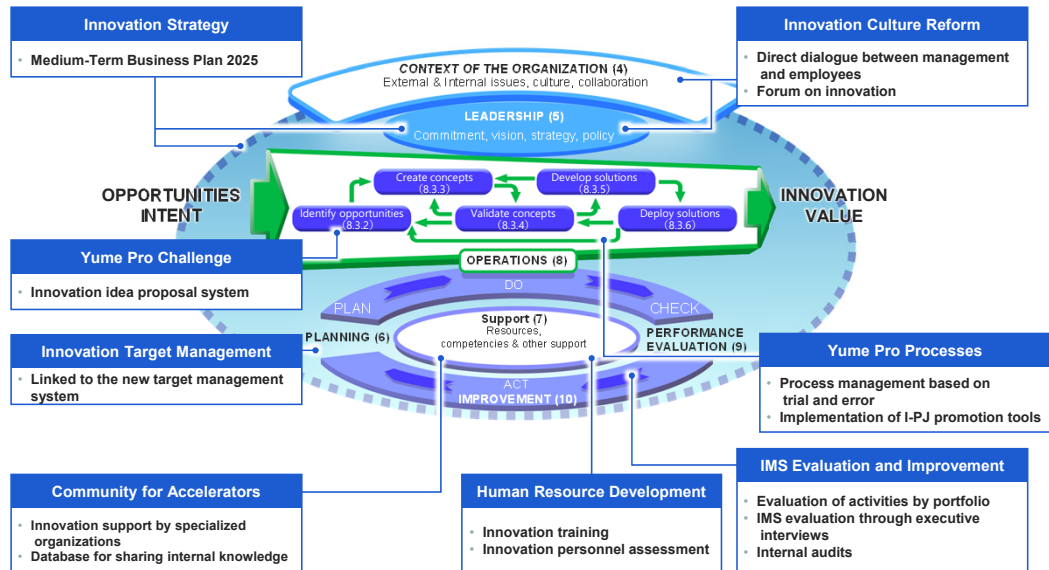 Innovation Strategy
• Medium-Term Business Plan 2025
Innovation Culture Reform
• Direct dialogue between management
and employees
• Forum on innovation
CONTEXT OF THE ORGANIZATION (4)
External & Internal issues, culture, collaboration
LEADERSHIP (5)
Commitment, vision, strategy, policy
OPPORTUNITIES
INTENT
Create concepts
(8.3.3)
Develop solutions
(8.3.5)
Identify opportunities
(8.3.2)
Validate concepts
(8.3.4)
Deploy solutions
(8.3.6)
INNOVATION
VALUE
Yume Pro Challenge
• Innovation idea proposal system
OPERATIONS (8)
DO
PLAN
CHECK
Support (7)
Resources,
competencies & other support
PLANNING (6)
PERFORMANCE
EVALUATION (9)
ACT
IMPROVEMENT (10)
Innovation Target Management
• Linked to the new target management
system
Yume Pro Processes
• Process management based on
trial and error
• Implementation of I-PJ promotion tools
Community for Accelerators
• Innovation support by specialized
organizations
• Database for sharing internal knowledge
Human Resource Development
• Innovation training
• Innovation personnel assessment
IMS Evaluation and Improvement
• Evaluation of activities by portfolio
• IMS evaluation through executive
interviews
• Internal audits